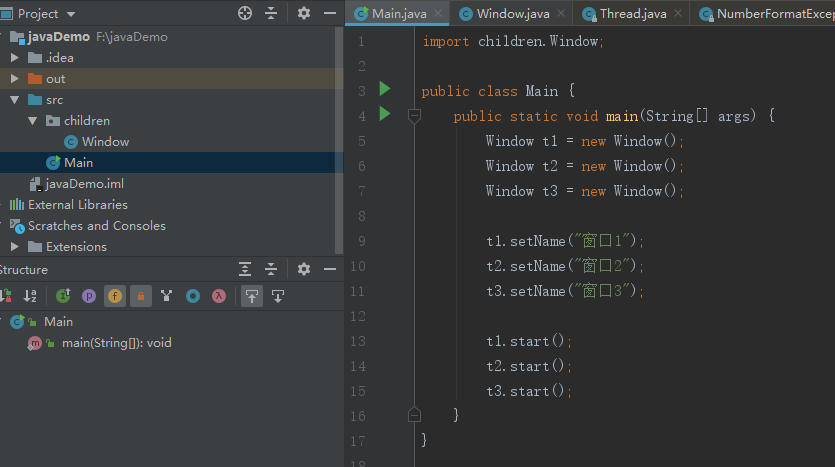 Project
javaDemo F:\javaDemo
.idea
out
src
children
Window
Main
javaDemo.iml
External Libraries
Scratches and Consoles
Extensions
Structure
Main
main(String[]): void
Main.java
Window.java
Thread.java
NumberFormatExcep
1 import children.Window;
2
3 public class Main {
4 public static void main(String[] args) {
5 Window t1 = new Window();
6 Window t2 = new Window();
7 Window t3 = new Window();
8
9 t1.setName("窗口1");
10 t2.setName("窗口2");
11 t3.setName("窗口3");
12
13 t1.start();
14 t2.start();
15 t3.start();
16 }
17 }
18